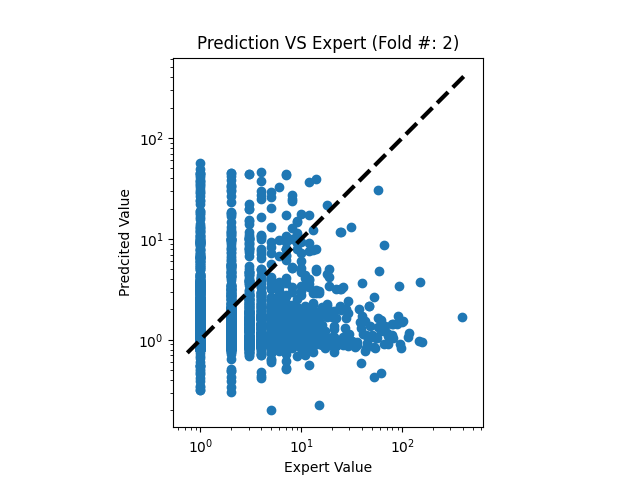 Prediction VS Expert (Fold #: 2)
Predcited Value
10²
10¹
10⁰
10⁰ 10¹ 10²
Expert Value